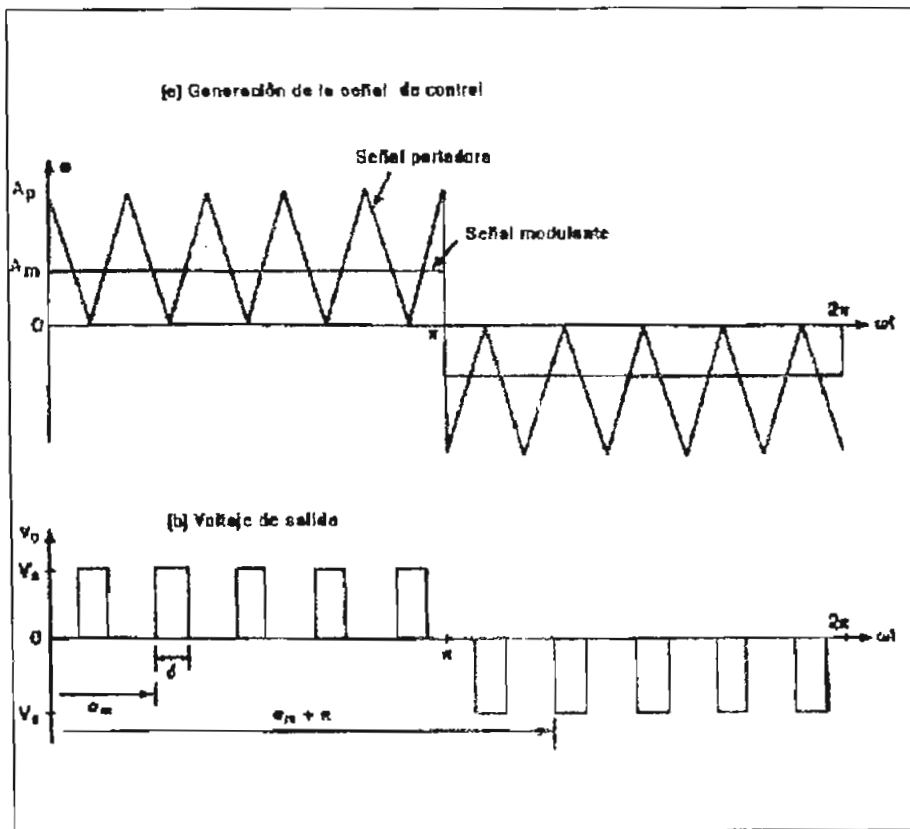 (a) Generación de la señal de control
e
Señal portadora
Ap
Señal modulante
Am
0
π
2π
ωt
(b) Voltaje de salida
vo
Vs
0
π
2π
ωt
δ
αm
Vs
αm + π